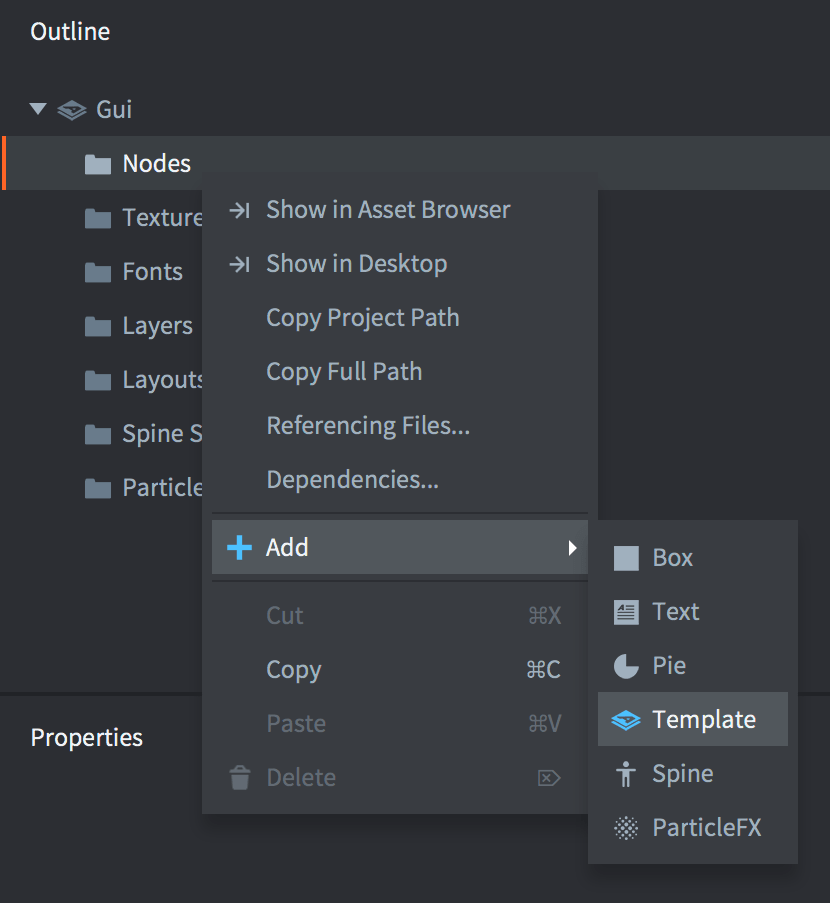 Outline
Gui
Nodes
Texture
Fonts
Layers
Layouts
Spine S
Particle
Show in Asset Browser
Show in Desktop
Copy Project Path
Copy Full Path
Referencing Files...
Dependencies...
Add
Cut ⌘X
Copy ⌘C
Paste ⌘V
Delete ⌦
Box
Text
Pie
Template
Spine
ParticleFX
Properties